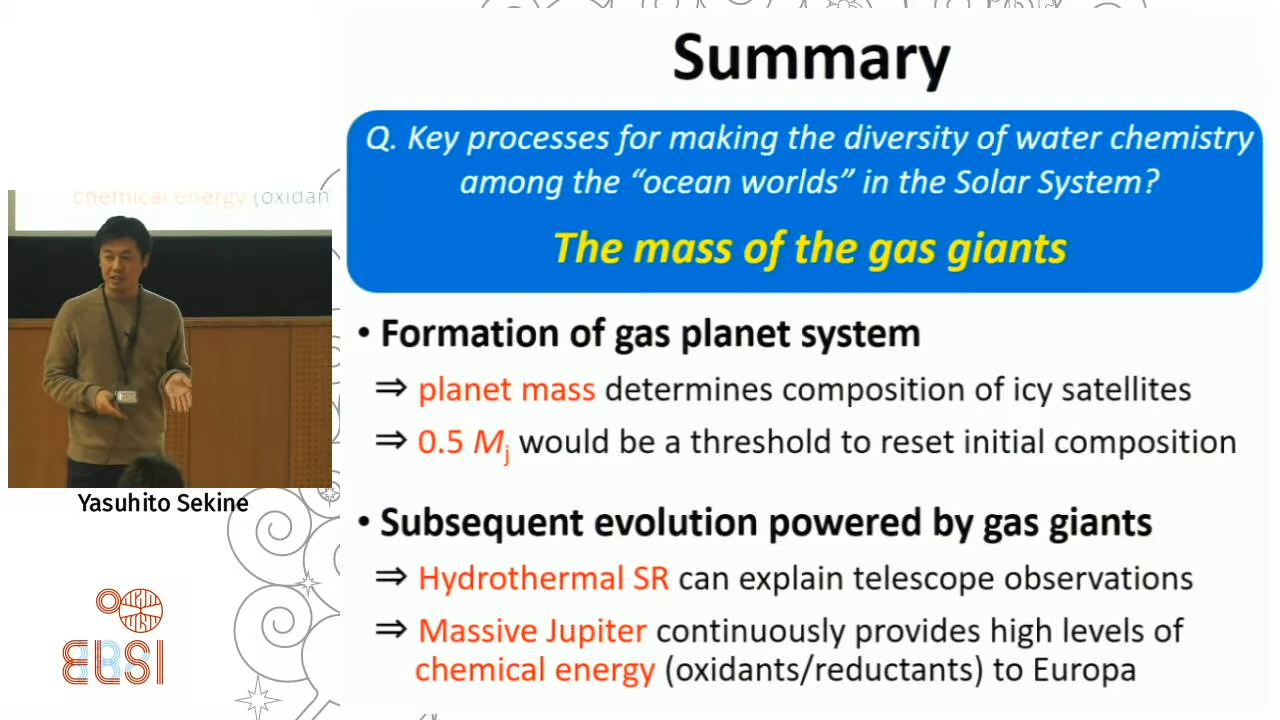 Summary
Q. Key processes for making the diversity of water chemistry
among the “ocean worlds” in the Solar System?
The mass of the gas giants
• Formation of gas planet system
⇒ planet mass determines composition of icy satellites
⇒ 0.5 Mj would be a threshold to reset initial composition
• Subsequent evolution powered by gas giants
⇒ Hydrothermal SR can explain telescope observations
⇒ Massive Jupiter continuously provides high levels of
chemical energy (oxidants/reductants) to Europa
chemical energy (oxidan
Yasuhito Sekine
ELSI